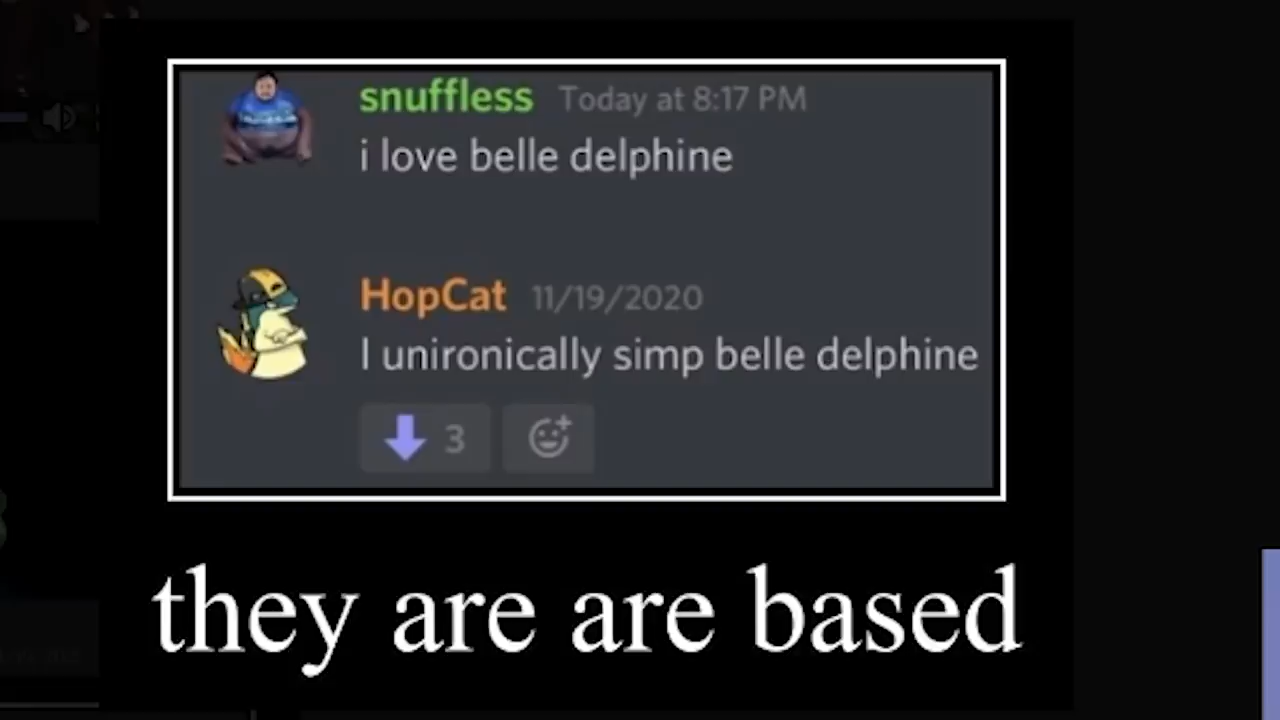 snuffless Today at 8:17 PM
i love belle delphine
HopCat 11/19/2020
I unironically simp belle delphine
3
they are are based